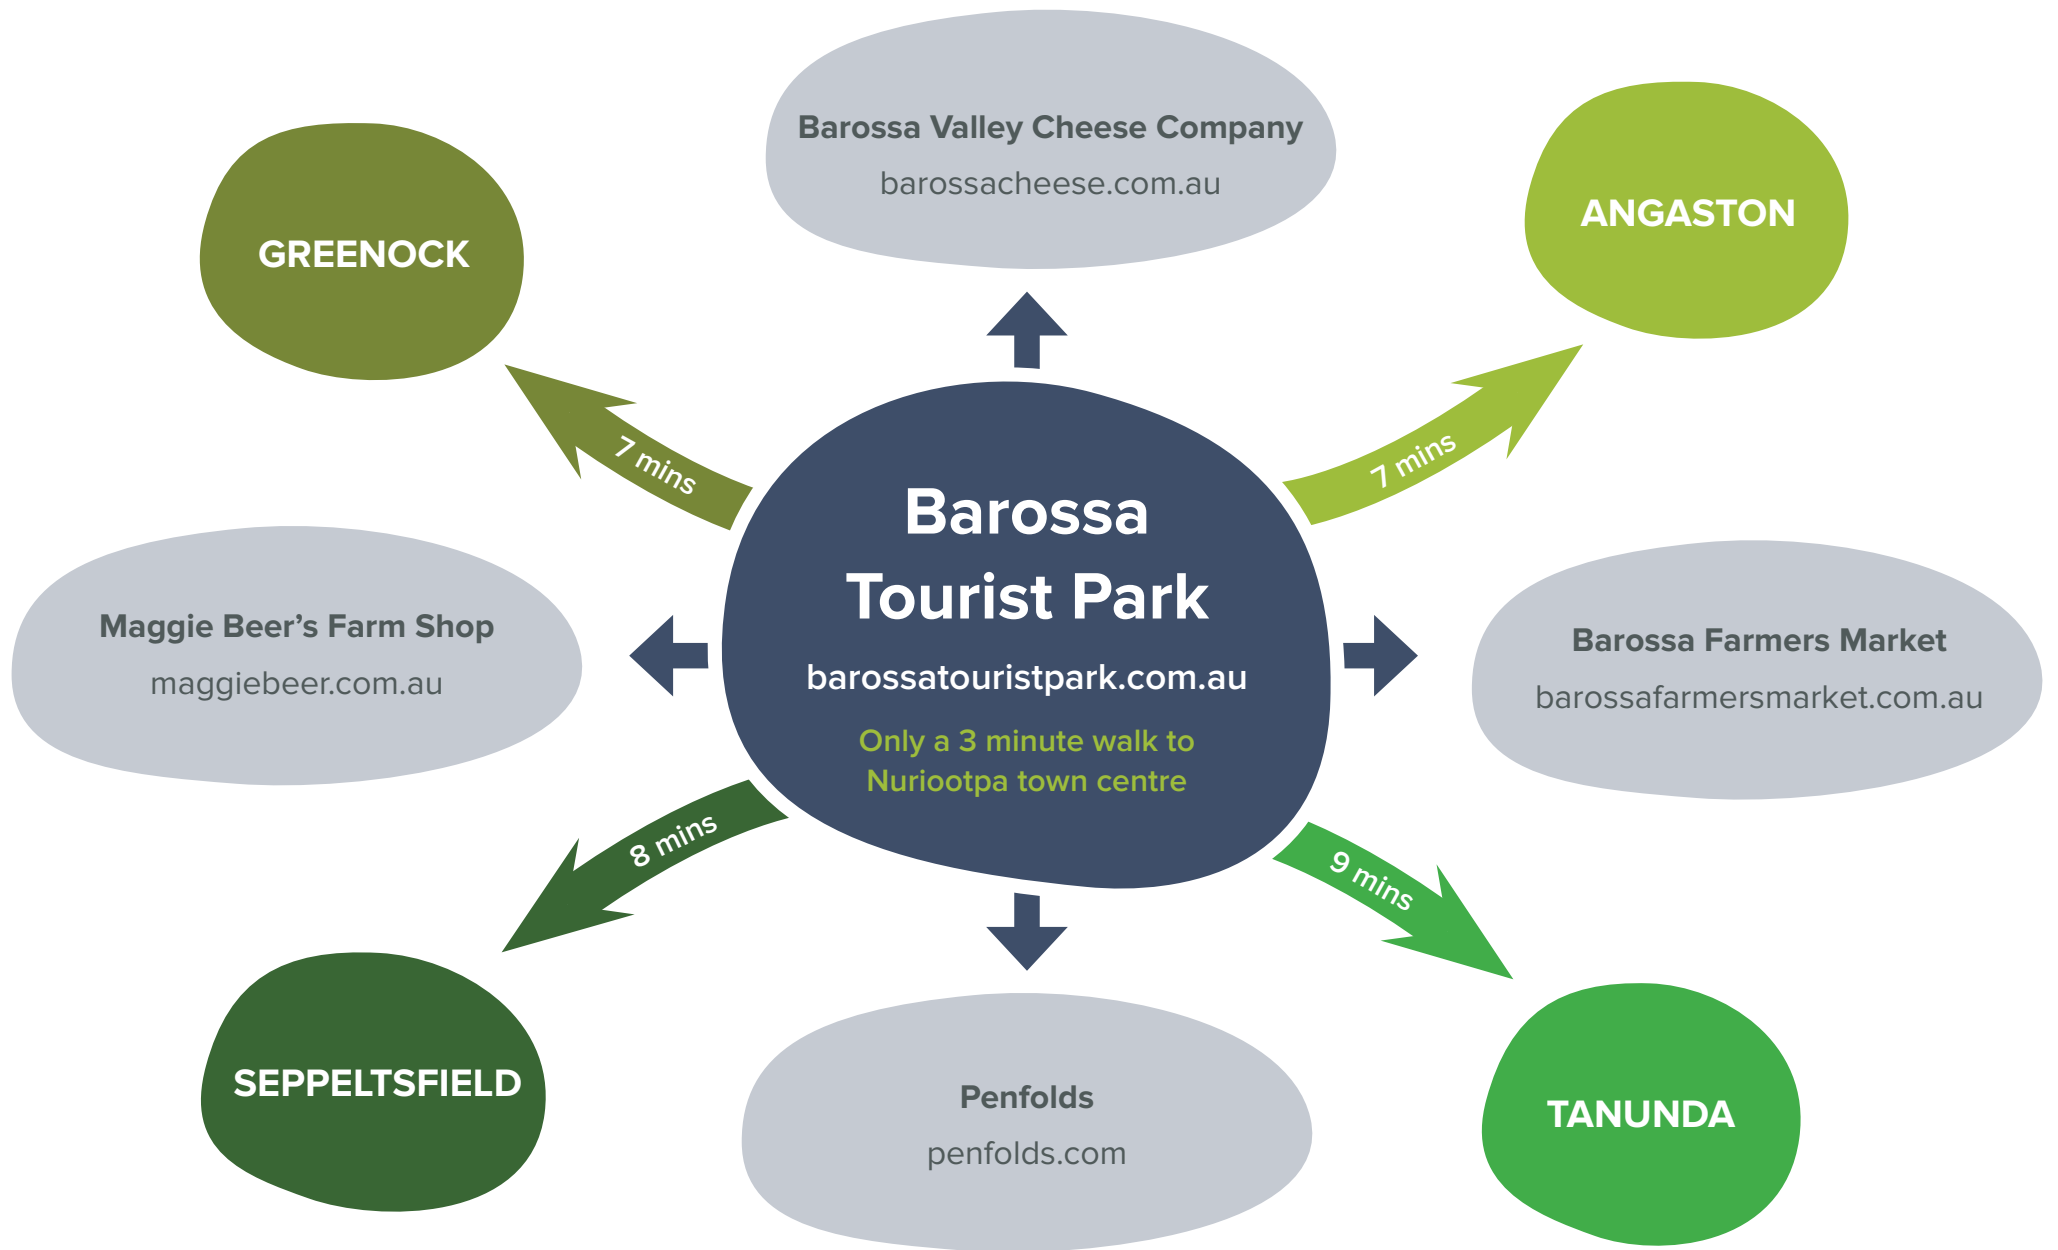 Barossa Valley Cheese Company
barossacheese.com.au
GREENOCK
ANGASTON
7 mins
7 mins
Barossa
Tourist Park
barossatouristpark.com.au
Only a 3 minute walk to
Nuriootpa town centre
Maggie Beer’s Farm Shop
maggiebeer.com.au
Barossa Farmers Market
barossafarmersmarket.com.au
8 mins
9 mins
SEPPELTSFIELD
Penfolds
penfolds.com
TANUNDA